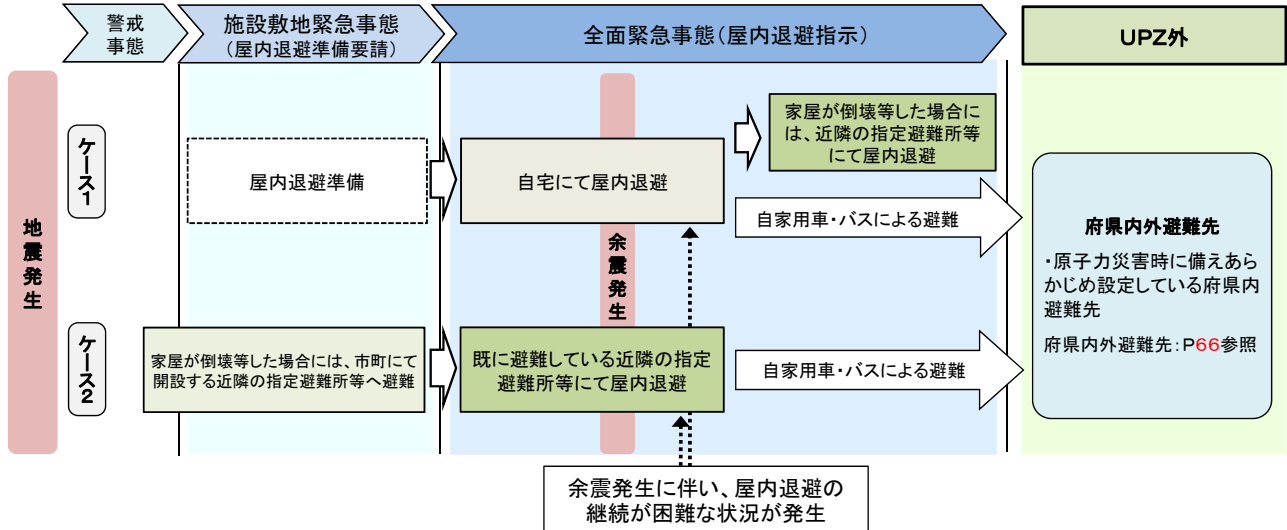 警戒
事態
施設敷地緊急事態
(屋内退避準備要請)
全面緊急事態(屋内退避指示)
UPZ外
地震発生
ケース1
屋内退避準備
自宅にて屋内退避
家屋が倒壊等した場合に
は、近隣の指定避難所等
にて屋内退避
自家用車・バスによる避難
余震発生
ケース2
家屋が倒壊等した場合には、市町にて
開設する近隣の指定避難所等へ避難
既に避難している近隣の指定
避難所等にて屋内退避
自家用車・バスによる避難
府県内外避難先
・原子力災害時に備えあら
かじめ設定している府県内
避難先
府県内外避難先:P66参照
余震発生に伴い、屋内退避の
継続が困難な状況が発生